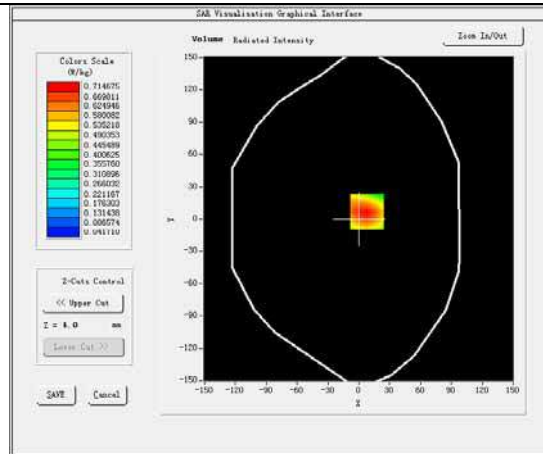 SAR Visualisation Graphical Interface
Volume Radiated Intensity
Zoom In/Out
Colors Scale
(W/kg)
0.714675
0.669811
0.624946
0.580082
0.535218
0.490353
0.445489
0.400625
0.355760
0.310896
0.266032
0.221167
0.176303
0.131438
0.086574
0.041710
Z-Cuts Control
<< Upper Cut
Z = 4.0 mm
Lower Cut >>
SAVE Cancel
150
120
90
60
30
0
-30
-60
-90
-120
-150
Y
-150 -120 -90 -60 -30 0 30 60 90 120 150
X